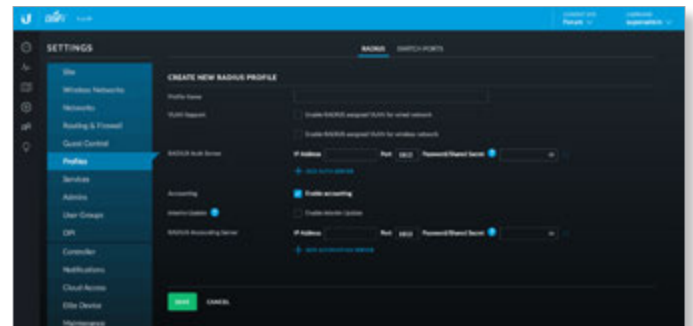 CURRENT SITE
USERNAME
SETTINGS
RADIUS
SWITCH PORTS
Site
Wireless Networks
Networks
Routing & Firewall
Guest Control
Profiles
Services
Admins
User Groups
DPI
Controller
Notifications
Cloud Access
Elite Device
Maintenance
CREATE NEW RADIUS PROFILE
Profile Name
VLAN Support
Enable RADIUS assigned VLAN for wired network
Enable RADIUS assigned VLAN for wireless network
RADIUS Auth Server
IP Address
Port 1812
Password/Shared Secret
ADD AUTH SERVER
Accounting
Enable accounting
Interim Update
Enable Interim Update
RADIUS Accounting Server
IP Address
Port 1813
Password/Shared Secret
ADD ACCOUNTING SERVER
SAVE
CANCEL